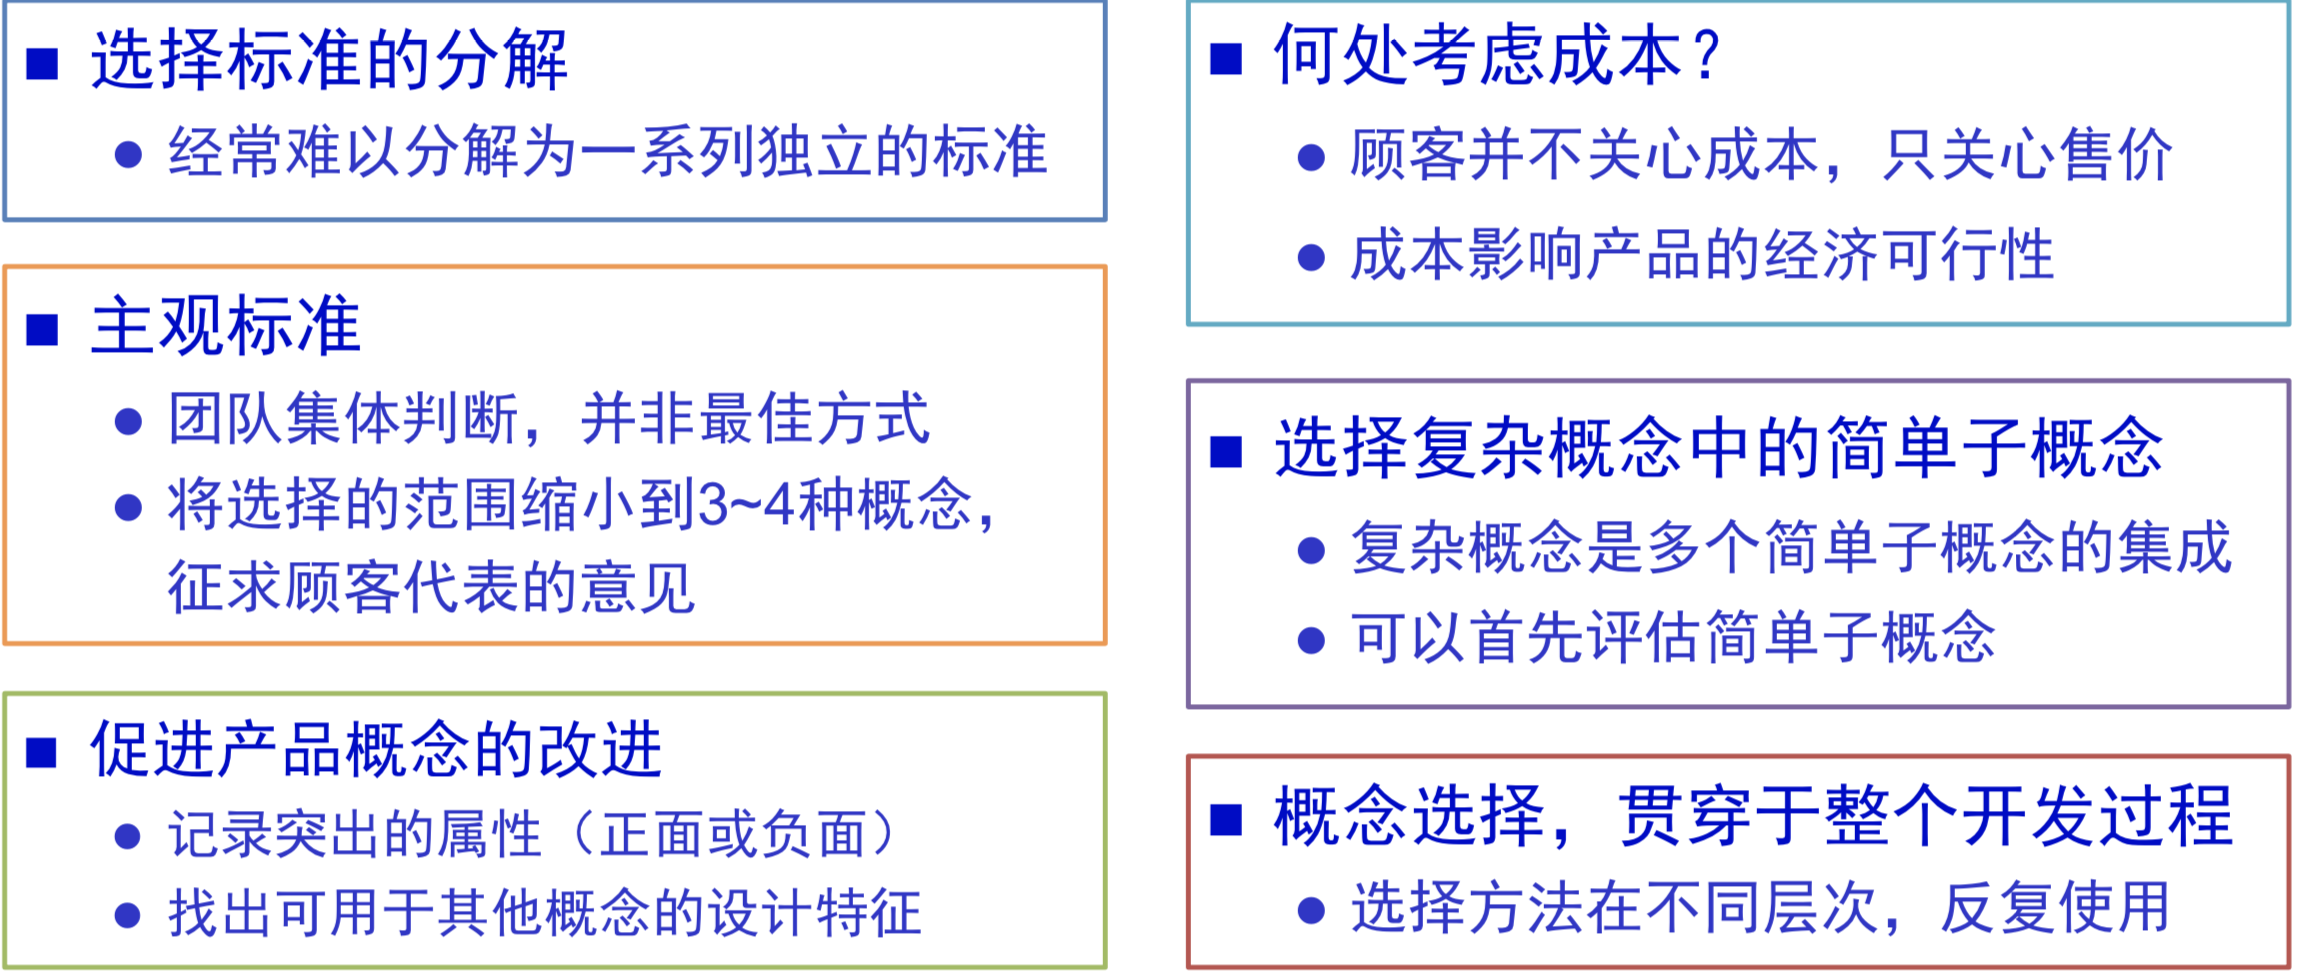 选择标准的分解
经常难以分解为一系列独立的标准
主观标准
团队集体判断，并非最佳方式
将选择的范围缩小到3~4种概念，
征求顾客代表的意见
促进产品概念的改进
记录突出的属性（正面或负面）
找出可用于其他概念的设计特征
何处考虑成本？
顾客并不关心成本，只关心售价
成本影响产品的经济可行性
选择复杂概念中的简单子概念
复杂概念是多个简单子概念的集成
可以首先评估简单子概念
概念选择，贯穿于整个开发过程
选择方法在不同层次，反复使用